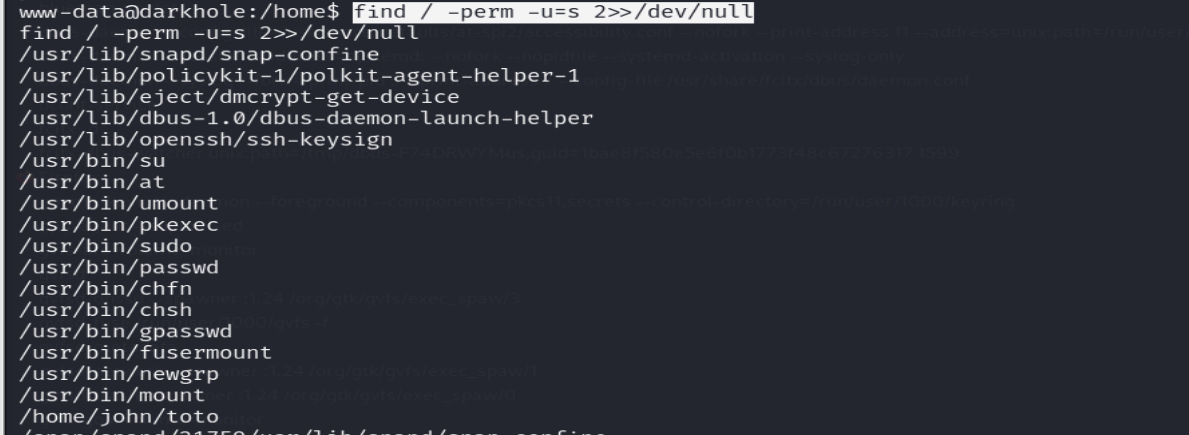 www-data@darkhole:/home$ find / -perm -u=s 2>>/dev/null
find / -perm -u=s 2>>/dev/null
/usr/lib/snapd/snap-confine
/usr/lib/policykit-1/polkit-agent-helper-1
/usr/lib/eject/dmcrypt-get-device
/usr/lib/dbus-1.0/dbus-daemon-launch-helper
/usr/lib/openssh/ssh-keysign
/usr/bin/su
/usr/bin/at
/usr/bin/umount
/usr/bin/pkexec
/usr/bin/sudo
/usr/bin/passwd
/usr/bin/chfn
/usr/bin/chsh
/usr/bin/gpasswd
/usr/bin/fusermount
/usr/bin/newgrp
/usr/bin/mount
/home/john/toto